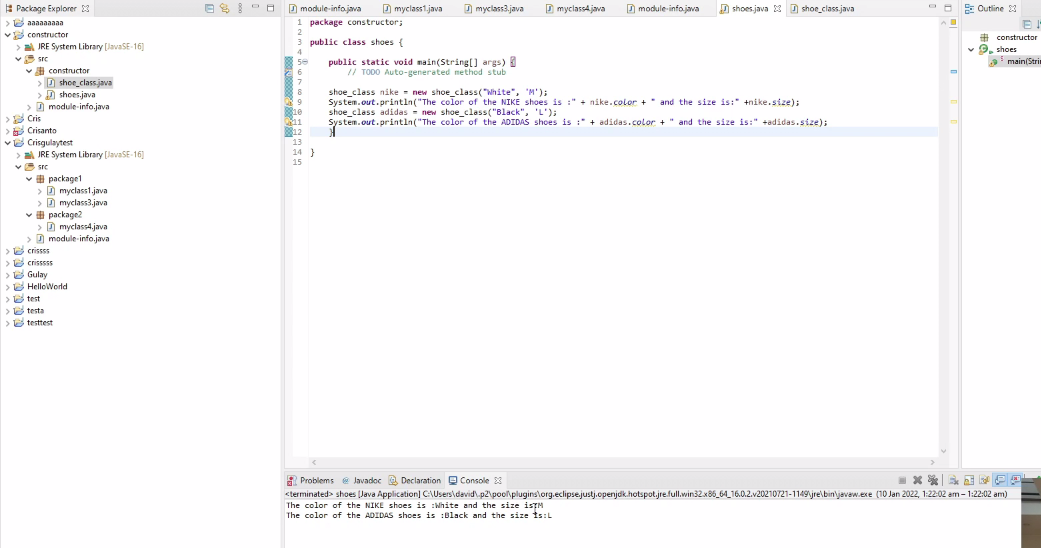 Package Explorer
module-info.java myclass1.java myclass3.java myclass4.java module-info.java shoes.java shoe_class.java
Outline
aaaaaaaaa
constructor
JRE System Library [JavaSE-16]
src
constructor
shoe_class.java
shoes.java
module-info.java
Cris
Crisanto
Crisgulaytest
JRE System Library [JavaSE-16]
src
package1
myclass1.java
myclass3.java
package2
myclass4.java
module-info.java
crissss
crisssss
Gulay
HelloWorld
test
testa
testtest
1 package constructor;
2
3 public class shoes {
4
5 public static void main(String[] args) {
6 // TODO Auto-generated method stub
7
8 shoe_class nike = new shoe_class("White", 'M');
9 System.out.println("The color of the NIKE shoes is :" + nike.color + " and the size is:" +nike.size);
10 shoe_class adidas = new shoe_class("Black", 'L');
11 System.out.println("The color of the ADIDAS shoes is :" + adidas.color + " and the size is:" +adidas.size);
12 }
13
14 }
15
constructor
shoes
main(Strin
Problems Javadoc Declaration Console
<terminated> shoes [Java Application] C:\Users\david\.p2\pool\plugins\org.eclipse.justj.openjdk.hotspot.jre.full.win32.x86_64_16.0.2.v20210721-1149\jre\bin\javaw.exe (10 Jan 2022, 1:22:02 am – 1:22:02 am)
The color of the NIKE shoes is :White and the size is:M
The color of the ADIDAS shoes is :Black and the size is:L